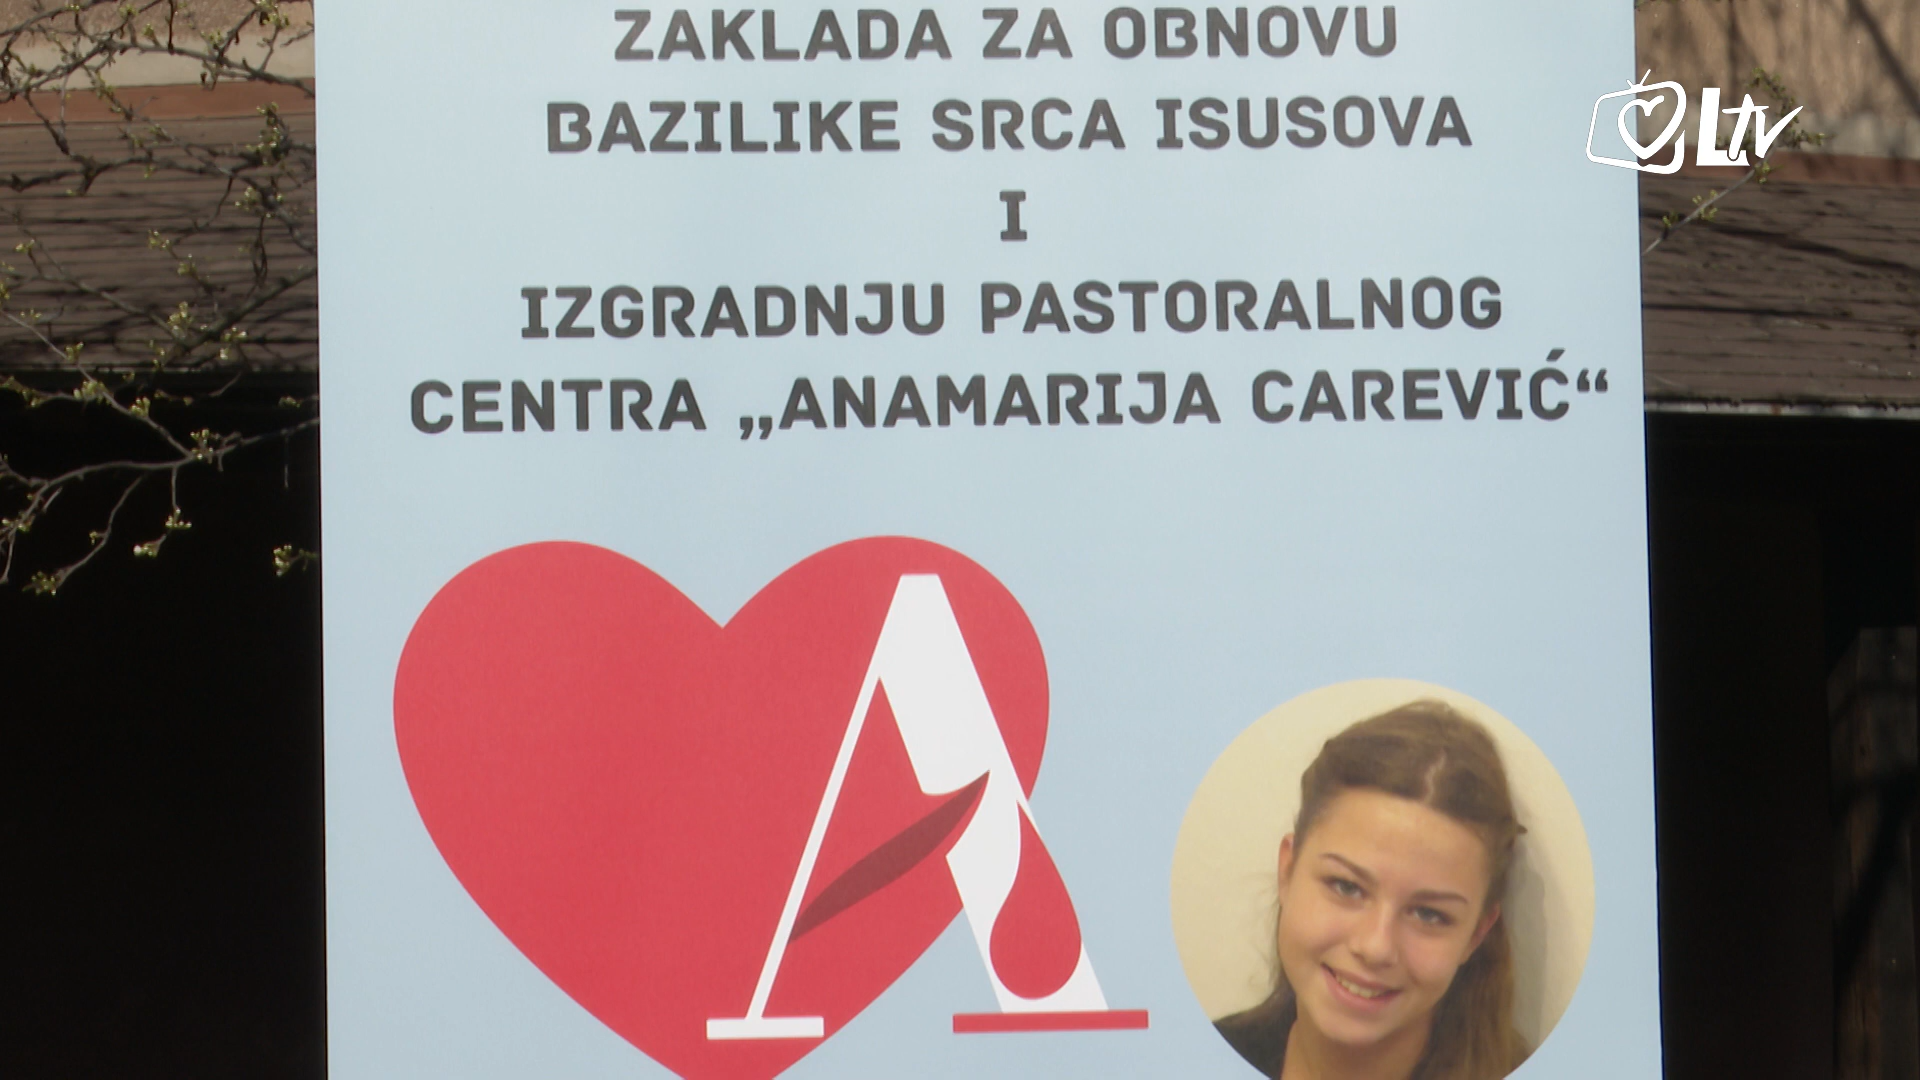 ZAKLADA ZA OBNOVU
BAZILIKE SRCA ISUSOVA
I
IZGRADNJU PASTORALNOG
CENTRA „ANAMARIJA CAREVIĆ“
A
Ltv